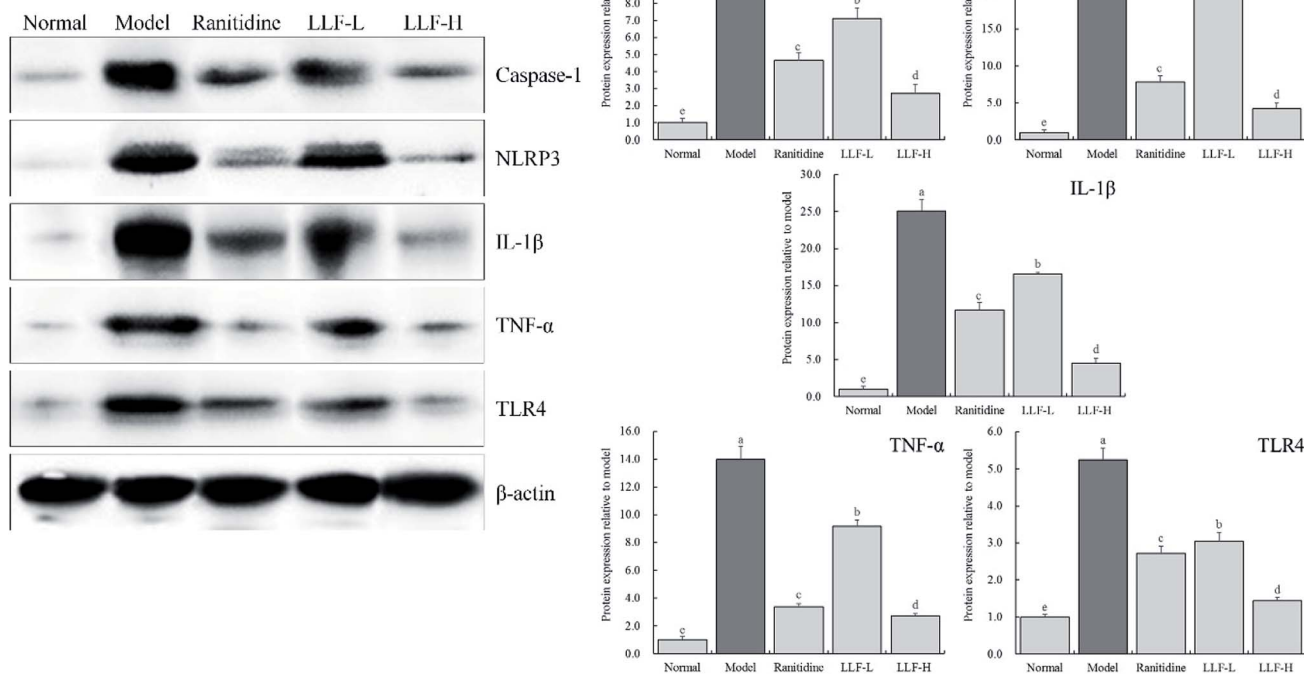 Normal Model Ranitidine LLF-L LLF-H
Caspase-1
NLRP3
IL-1β
TNF-α
TLR4
β-actin
8.0
7.0
6.0
5.0
4.0
3.0
2.0
1.0
0.0
Protein expression
e
c
b
d
Normal Model Ranitidine LLF-L LLF-H
15.0
10.0
5.0
0.0
Protein expression
e
c
d
Normal Model Ranitidine LLF-L LLF-H
IL-1β
30.0
25.0
20.0
15.0
10.0
5.0
0.0
Protein expression relative to model
e
a
c
b
d
Normal Model Ranitidine LLF-L LLF-H
TNF-α
16.0
14.0
12.0
10.0
8.0
6.0
4.0
2.0
0.0
Protein expression relative to model
e
a
c
b
d
Normal Model Ranitidine LLF-L LLF-H
TLR4
6.0
5.0
4.0
3.0
2.0
1.0
0.0
Protein expression relative to model
e
a
c
b
d
Normal Model Ranitidine LLF-L LLF-H